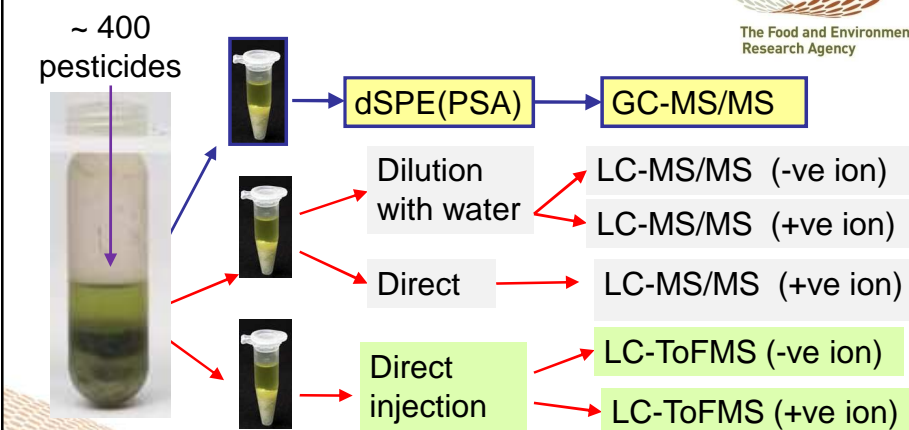 ~ 400
pesticides
The Food and Environmen
Research Agency
dSPE(PSA)
GC-MS/MS
Dilution
with water
LC-MS/MS (-ve ion)
LC-MS/MS (+ve ion)
Direct
LC-MS/MS (+ve ion)
Direct
injection
LC-ToFMS (-ve ion)
LC-ToFMS (+ve ion)